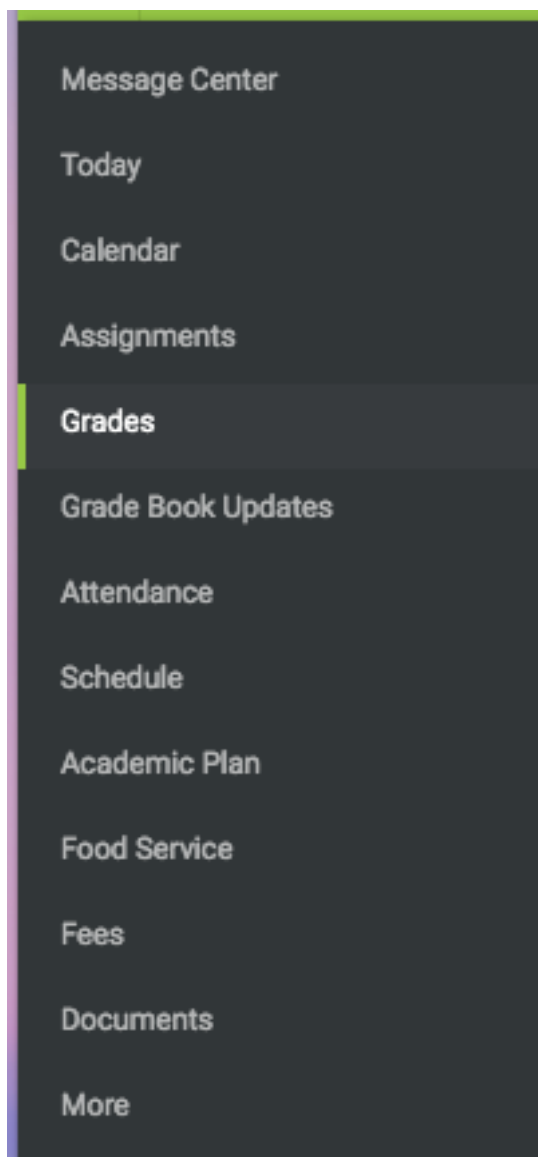 Message Center
Today
Calendar
Assignments
Grades
Grade Book Updates
Attendance
Schedule
Academic Plan
Food Service
Fees
Documents
More